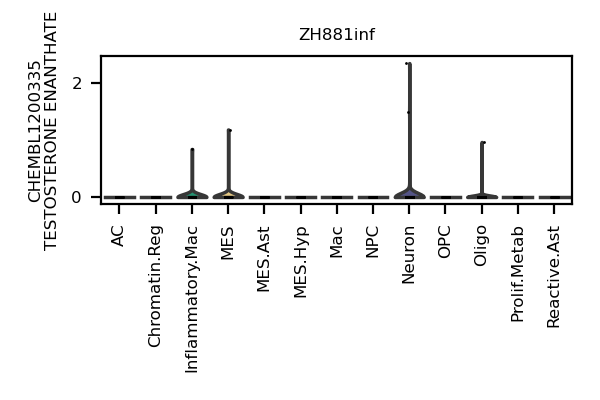 ZH881inf
CHEMBL1200335
TESTOSTERONE ENANTHATE
2
0
AC
Chromatin.Reg
Inflammatory.Mac
MES
MES.Ast
MES.Hyp
Mac
NPC
Neuron
OPC
Oligo
Prolif.Metab
Reactive.Ast